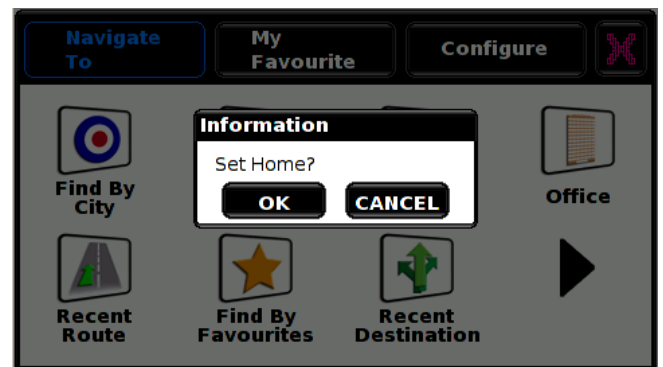 Navigate
To
My
Favourite
Configure
Information
Set Home?
OK CANCEL
Find By
City
Office
Recent
Route
Find By
Favourites
Recent
Destination